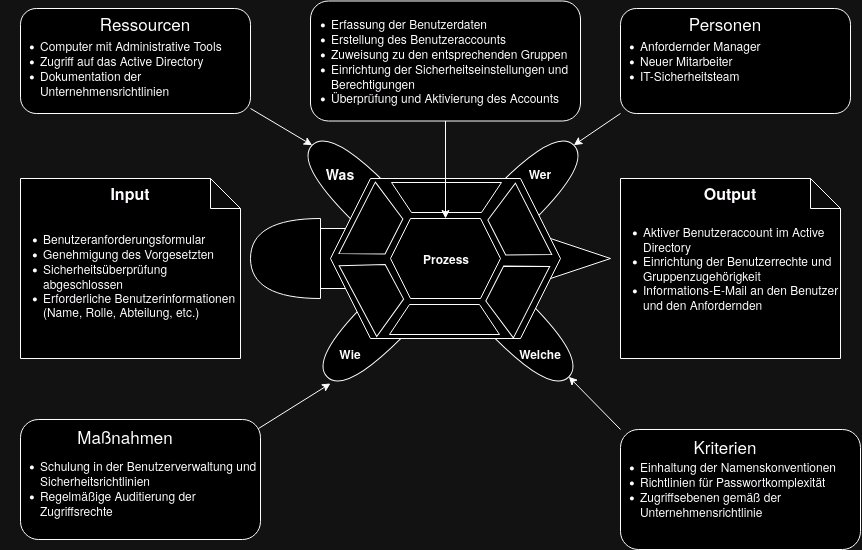 Ressourcen
Computer mit Administrative Tools
Zugriff auf das Active Directory
Dokumentation der
Unternehmensrichtlinien
Erfassung der Benutzerdaten
Erstellung des Benutzeraccounts
Zuweisung zu den entsprechenden Gruppen
Einrichtung der Sicherheitseinstellungen und
Berechtigungen
Überprüfung und Aktivierung des Accounts
Personen
Anfordernder Manager
Neuer Mitarbeiter
IT-Sicherheitsteam
Was
Wer
Input
Benutzeranforderungsformular
Genehmigung des Vorgesetzten
Sicherheitsüberprüfung
abgeschlossen
Erforderliche Benutzerinformationen
(Name, Rolle, Abteilung, etc.)
Prozess
Output
Aktiver Benutzeraccount im Active
Directory
Einrichtung der Benutzerrechte und
Gruppenzugehörigkeit
Informations-E-Mail an den Benutzer
und den Anfordernden
Wie
Welche
Maßnahmen
Schulung in der Benutzerverwaltung und
Sicherheitsrichtlinien
Regelmäßige Auditierung der
Zugriffsrechte
Kriterien
Einhaltung der Namenskonventionen
Richtlinien für Passwortkomplexität
Zugriffsebenen gemäß der
Unternehmensrichtlinie